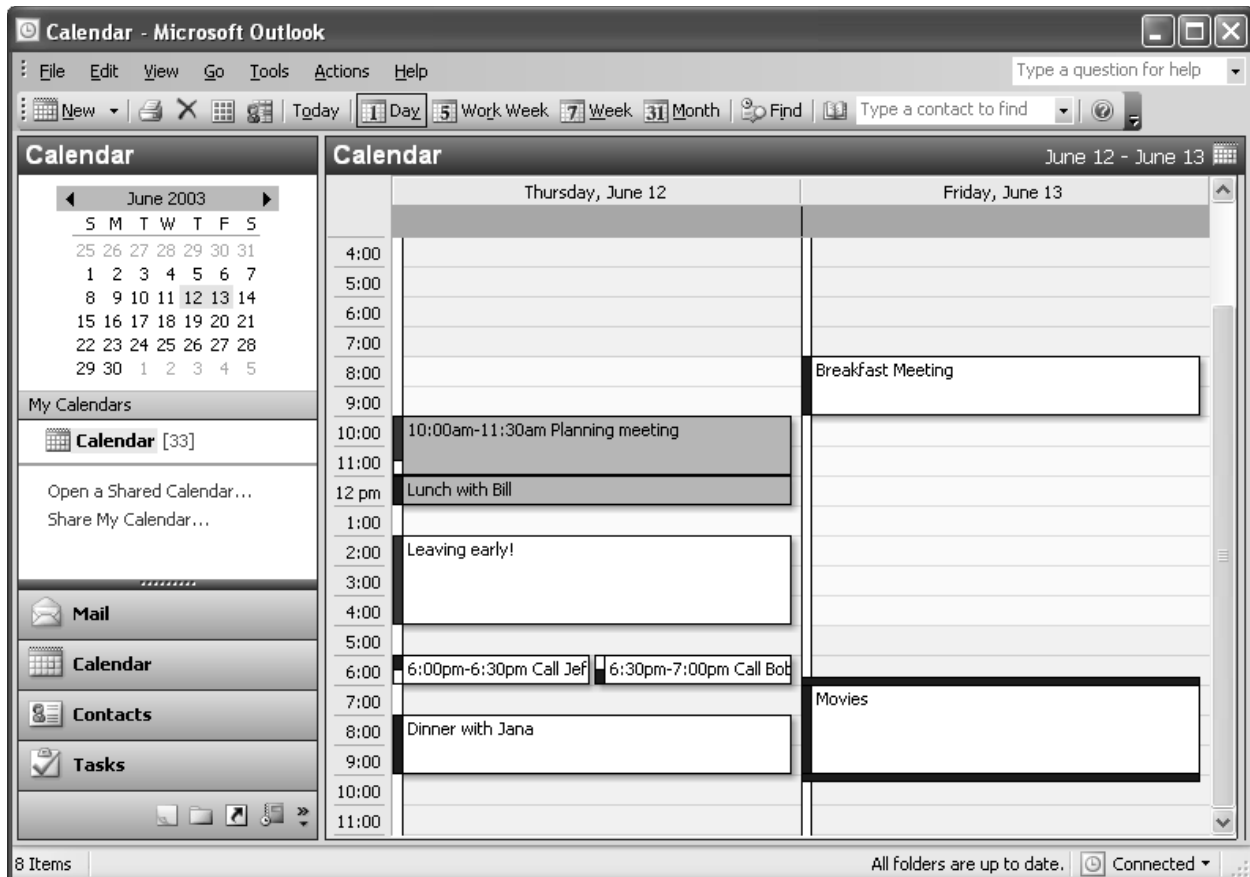 Calendar - Microsoft Outlook
File Edit View Go Tools Actions Help Type a question for help
New Today 1 Day 5 Work Week 7 Week 31 Month Find Type a contact to find
Calendar
June 2003
S M T W T F S
25 26 27 28 29 30 31
1 2 3 4 5 6 7
8 9 10 11 12 13 14
15 16 17 18 19 20 21
22 23 24 25 26 27 28
29 30 1 2 3 4 5
My Calendars
Calendar [33]
Open a Shared Calendar...
Share My Calendar...
Mail
Calendar
Contacts
Tasks
Calendar June 12 - June 13
Thursday, June 12 Friday, June 13
4:00
5:00
6:00
7:00
8:00 Breakfast Meeting
9:00
10:00 10:00am-11:30am Planning meeting
11:00
12 pm Lunch with Bill
1:00
2:00 Leaving early!
3:00
4:00
5:00
6:00 6:00pm-6:30pm Call Jef 6:30pm-7:00pm Call Bob
7:00 Movies
8:00 Dinner with Jana
9:00
10:00
11:00
8 Items All folders are up to date. Connected